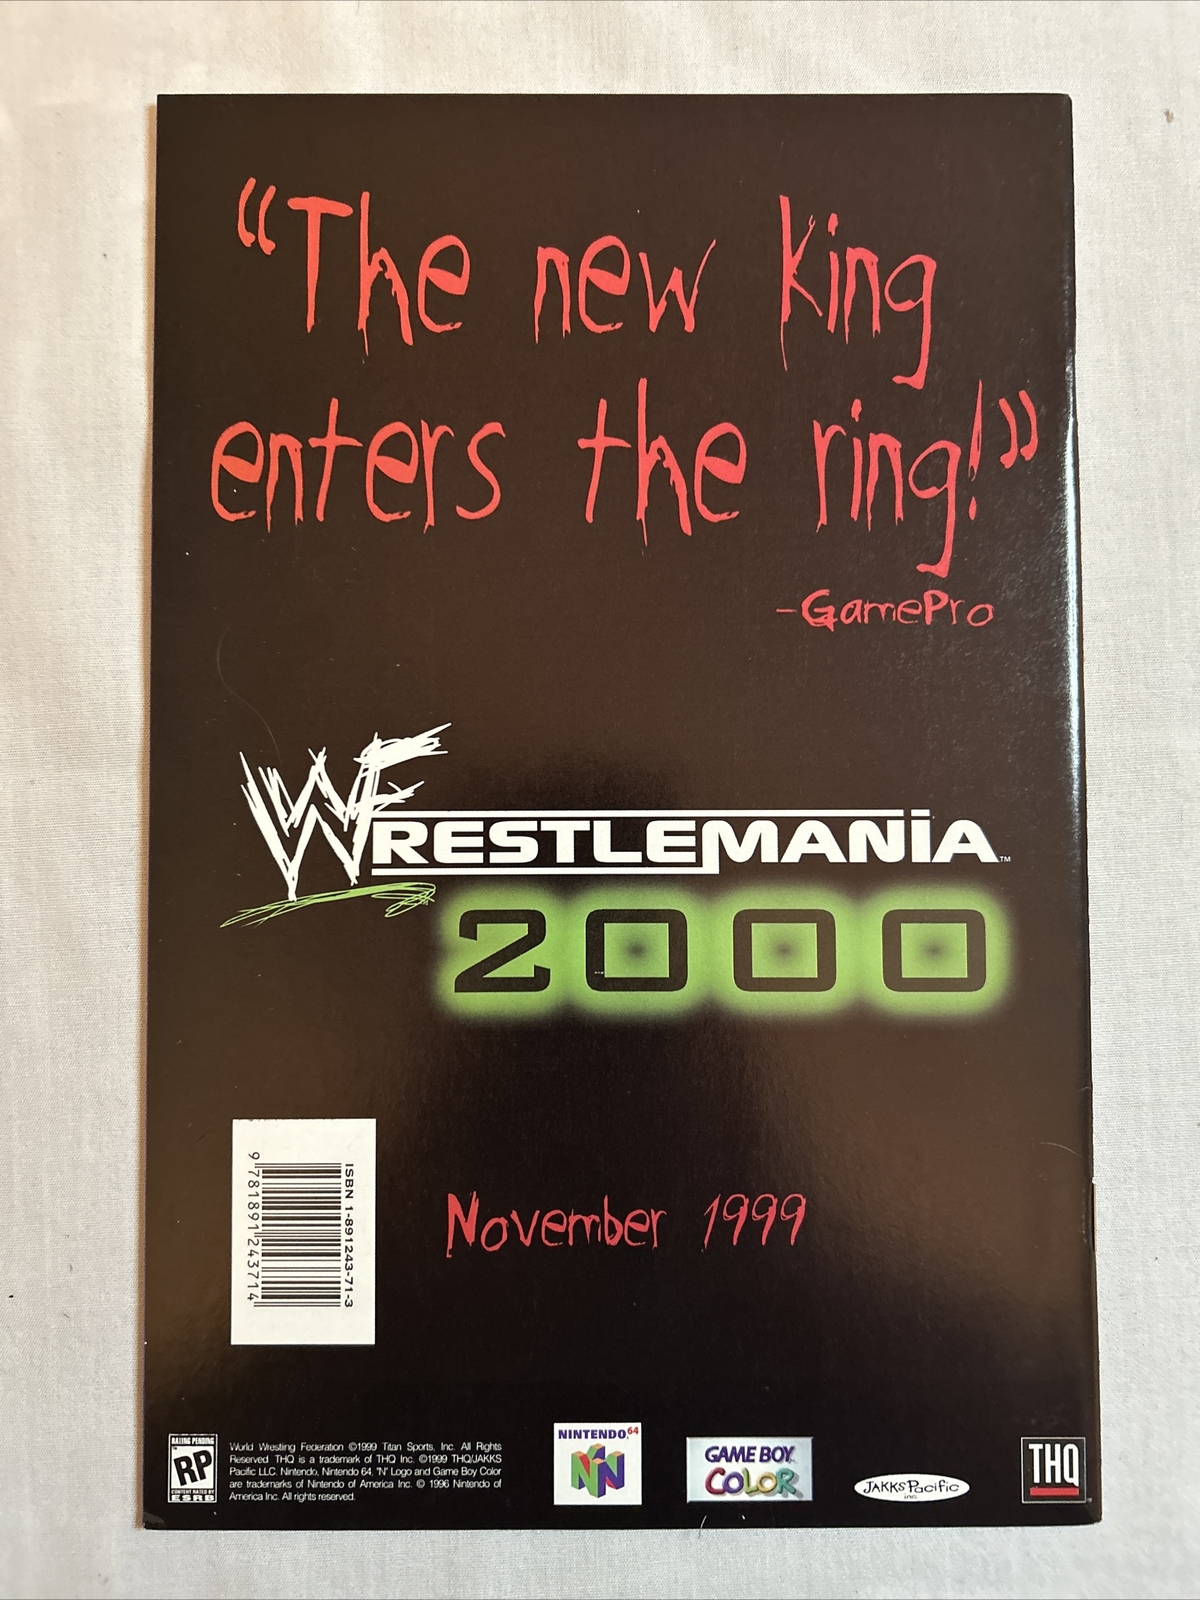 “The new king
enters the ring!”
-GamePro
WF
WRESTLEMANIA™
2000
ISBN 1-891243-71-3
9 781891 243714
November 1999
RATING PENDING
RP
CONTENT RATED BY
ESRB
World Wrestling Federation ©1999 Titan Sports, Inc. All Rights
Reserved THQ is a trademark of THQ Inc. ©1999 THQ/JAKKS
Pacific LLC. Nintendo, Nintendo 64, "N" Logo and Game Boy Color
are trademarks of Nintendo of America Inc. © 1996 Nintendo of
America Inc. All rights reserved.
NINTENDO 64
GAME BOY
COLOR
JAKKS Pacific
inc.
THQ